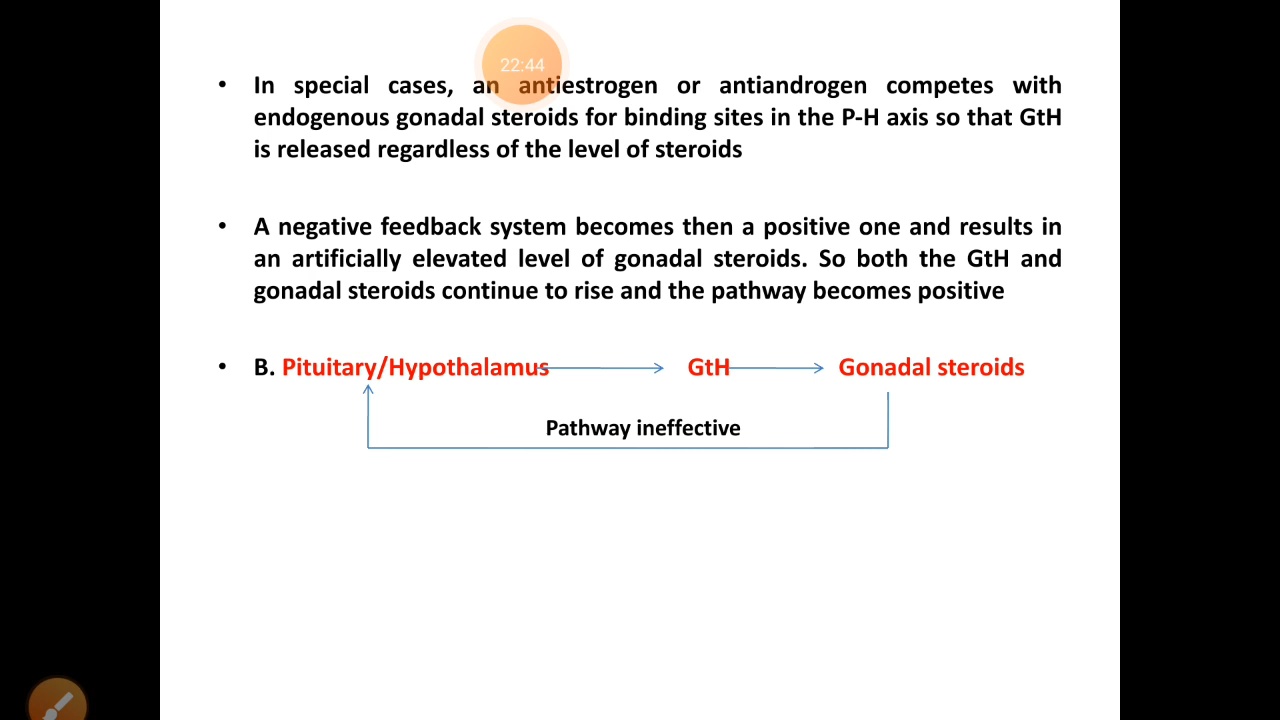 22:44
• In special cases, an antiestrogen or antiandrogen competes with
endogenous gonadal steroids for binding sites in the P-H axis so that GtH
is released regardless of the level of steroids
• A negative feedback system becomes then a positive one and results in
an artificially elevated level of gonadal steroids. So both the GtH and
gonadal steroids continue to rise and the pathway becomes positive
• B. Pituitary/Hypothalamus GtH Gonadal steroids
Pathway ineffective